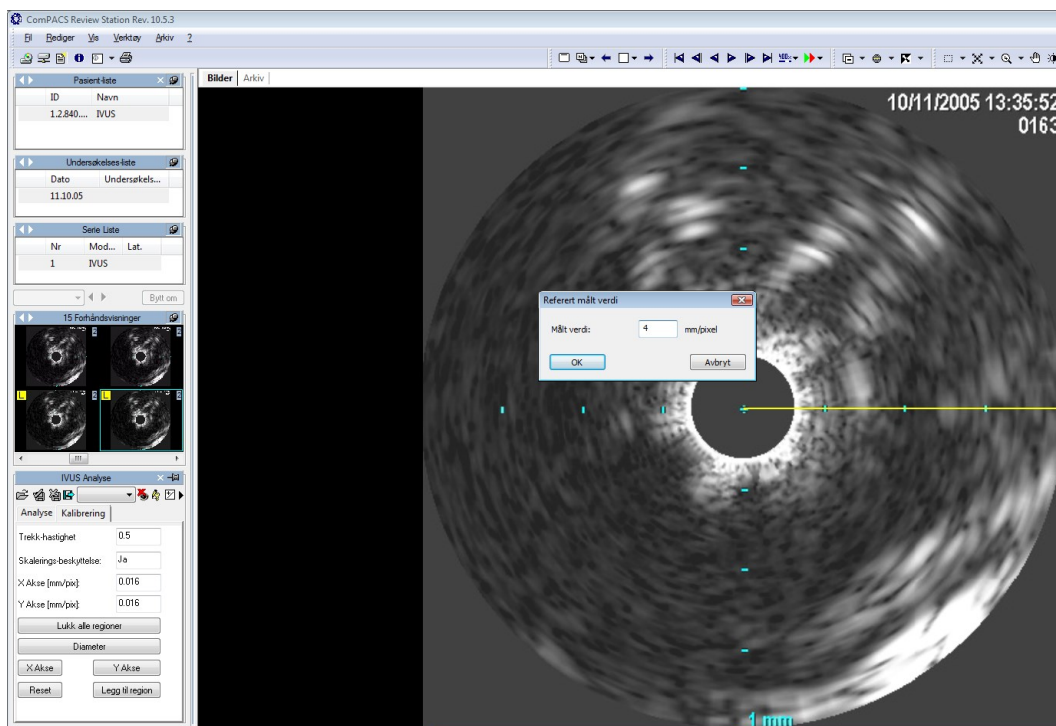 ComPACS Review Station Rev. 10.5.3
Fil Rediger Vis Verktøy Arkiv ?
Pasient-liste
ID Navn
1.2.840.... IVUS
Undersøkelses-liste
Dato Undersøkels...
11.10.05
Serie Liste
Nr Mod... Lat.
1 IVUS
Bytt om
15 Forhåndsvisninger
L L
IVUS Analyse
Analyse Kalibrering
Trekk-hastighet 0.5
Skalerings-beskyttelse: Ja
X Akse [mm/pix]: 0.016
Y Akse [mm/pix]: 0.016
Lukk alle regioner
Diameter
X Akse Y Akse
Reset Legg til region
Bilder Arkiv
10/11/2005 13:35:52
0163
Referert målt verdi
Målt verdi: 4 mm/pixel
OK Avbryt
1 mm